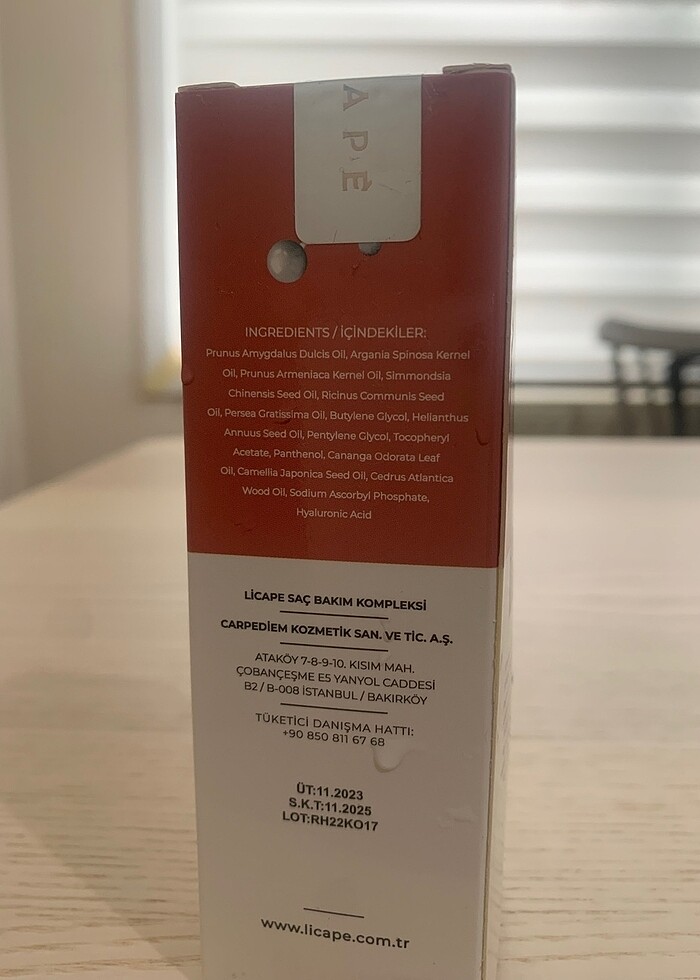 APE
INGREDIENTS / İÇİNDEKİLER:
Prunus Amygdalus Dulcis Oil, Argania Spinosa Kernel
Oil, Prunus Armeniaca Kernel Oil, Simmondsia
Chinensis Seed Oil, Ricinus Communis Seed
Oil, Persea Gratissima Oil, Butylene Glycol, Helianthus
Annuus Seed Oil, Pentylene Glycol, Tocopheryl
Acetate, Panthenol, Cananga Odorata Leaf
Oil, Camellia Japonica Seed Oil, Cedrus Atlantica
Wood Oil, Sodium Ascorbyl Phosphate,
Hyaluronic Acid
LİCAPE SAÇ BAKIM KOMPLEKSİ
CARPEDİEM KOZMETİK SAN. VE TİC. A.Ş.
ATAKÖY 7-8-9-10. KISIM MAH.
ÇOBANÇEŞME E5 YANYOL CADDESİ
B2 / B-008 İSTANBUL / BAKIRKÖY
TÜKETİCİ DANIŞMA HATTI:
+90 850 811 67 68
ÜT:11.2023
S.K.T:11.2025
LOT:RH22KO17
www.licape.com.tr